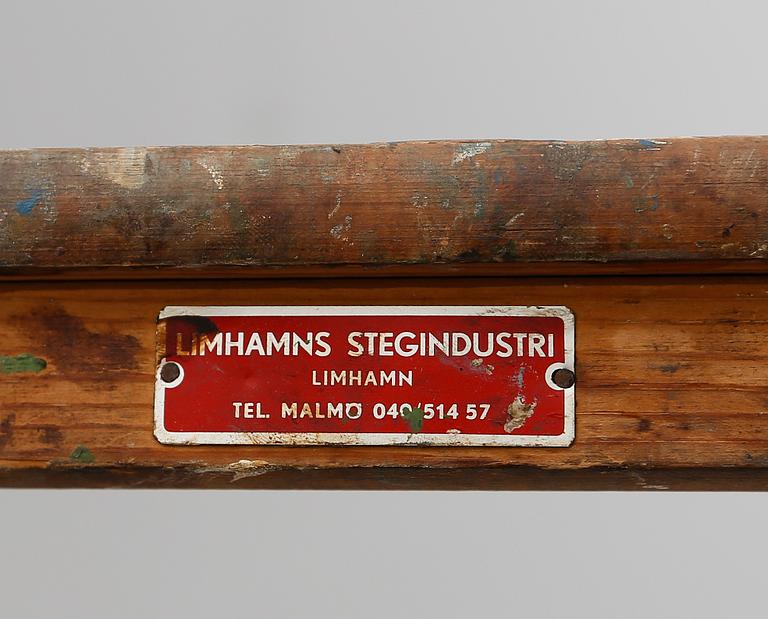 LIMHAMNS STEGINDUSTRI
LIMHAMN
TEL. MALMÖ 040/514 57